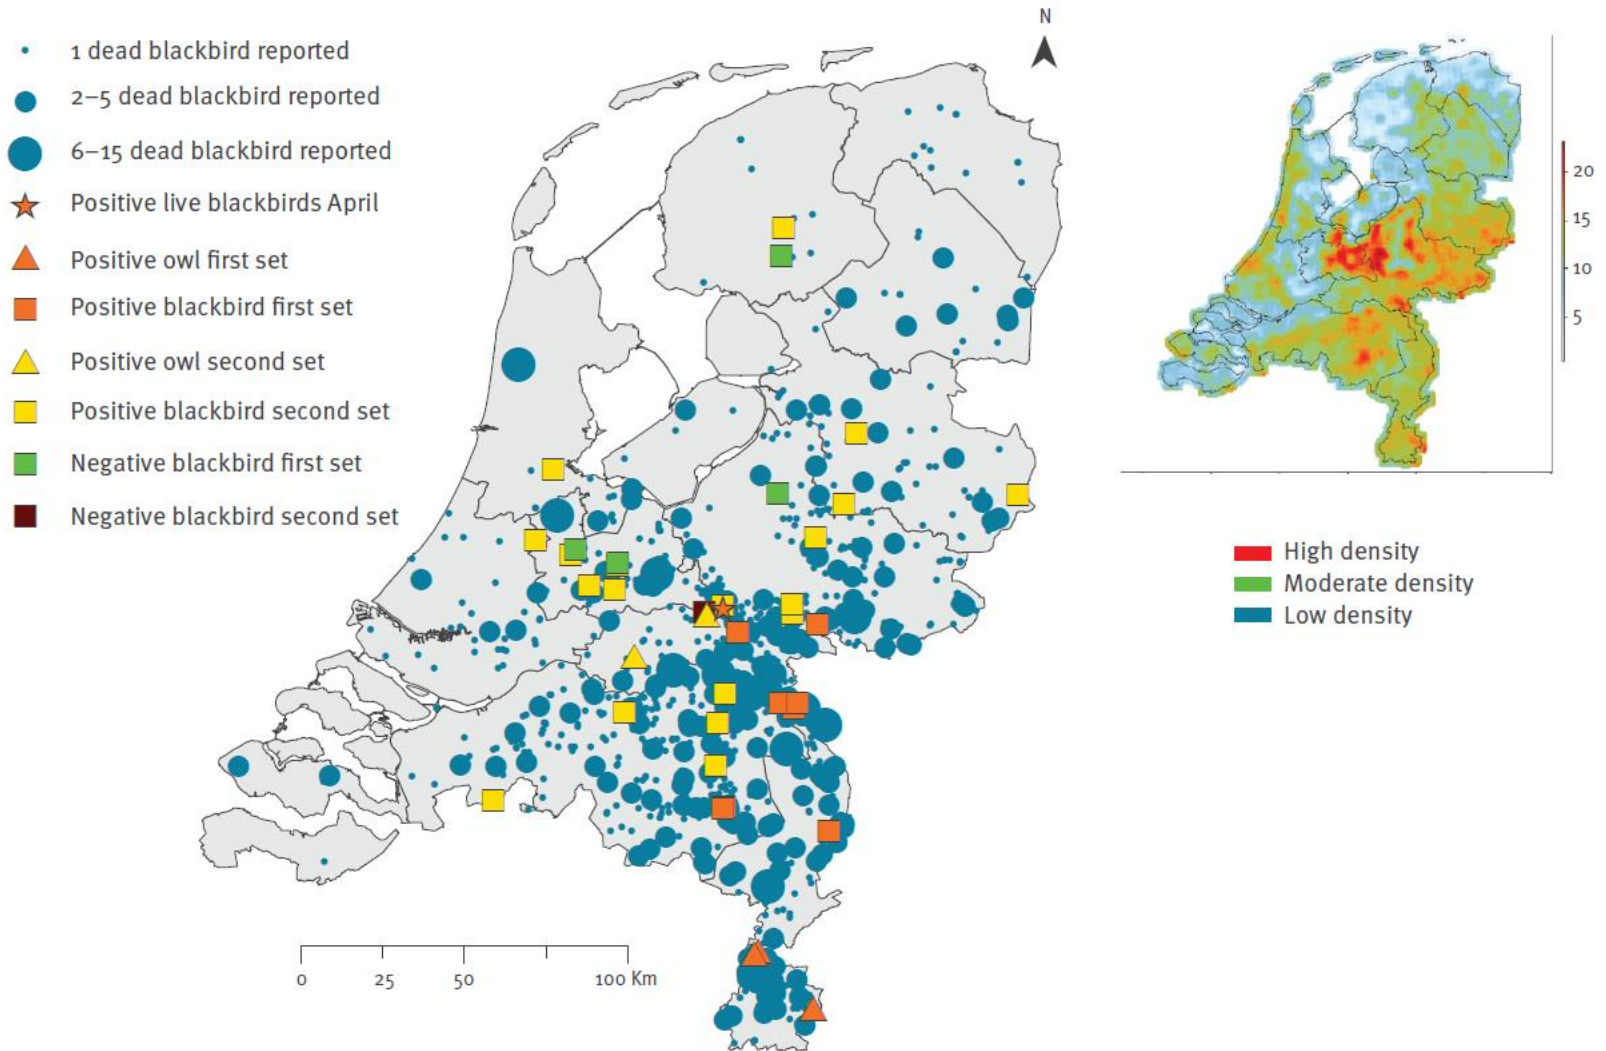 1 dead blackbird reported
2–5 dead blackbird reported
6–15 dead blackbird reported
Positive live blackbirds April
Positive owl first set
Positive blackbird first set
Positive owl second set
Positive blackbird second set
Negative blackbird first set
Negative blackbird second set
N
20
15
10
5
High density
Moderate density
Low density
0 25 50 100 Km